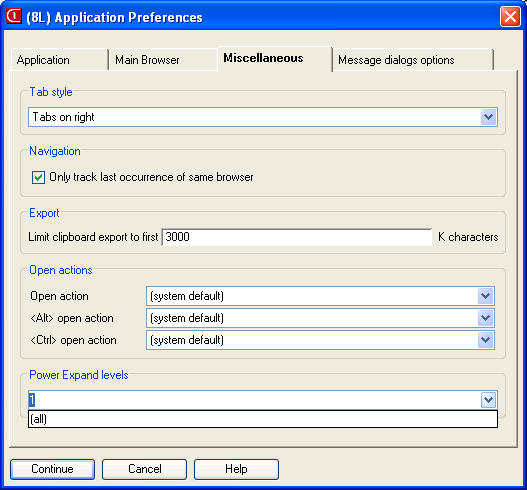 (8L) Application Preferences
Application Main Browser Miscellaneous Message dialogs options
Tab style
Tabs on right
Navigation
Only track last occurrence of same browser
Export
Limit clipboard export to first 3000 K characters
Open actions
Open action (system default)
<Alt> open action (system default)
<Ctrl> open action (system default)
Power Expand levels
1
(all)
Continue Cancel Help